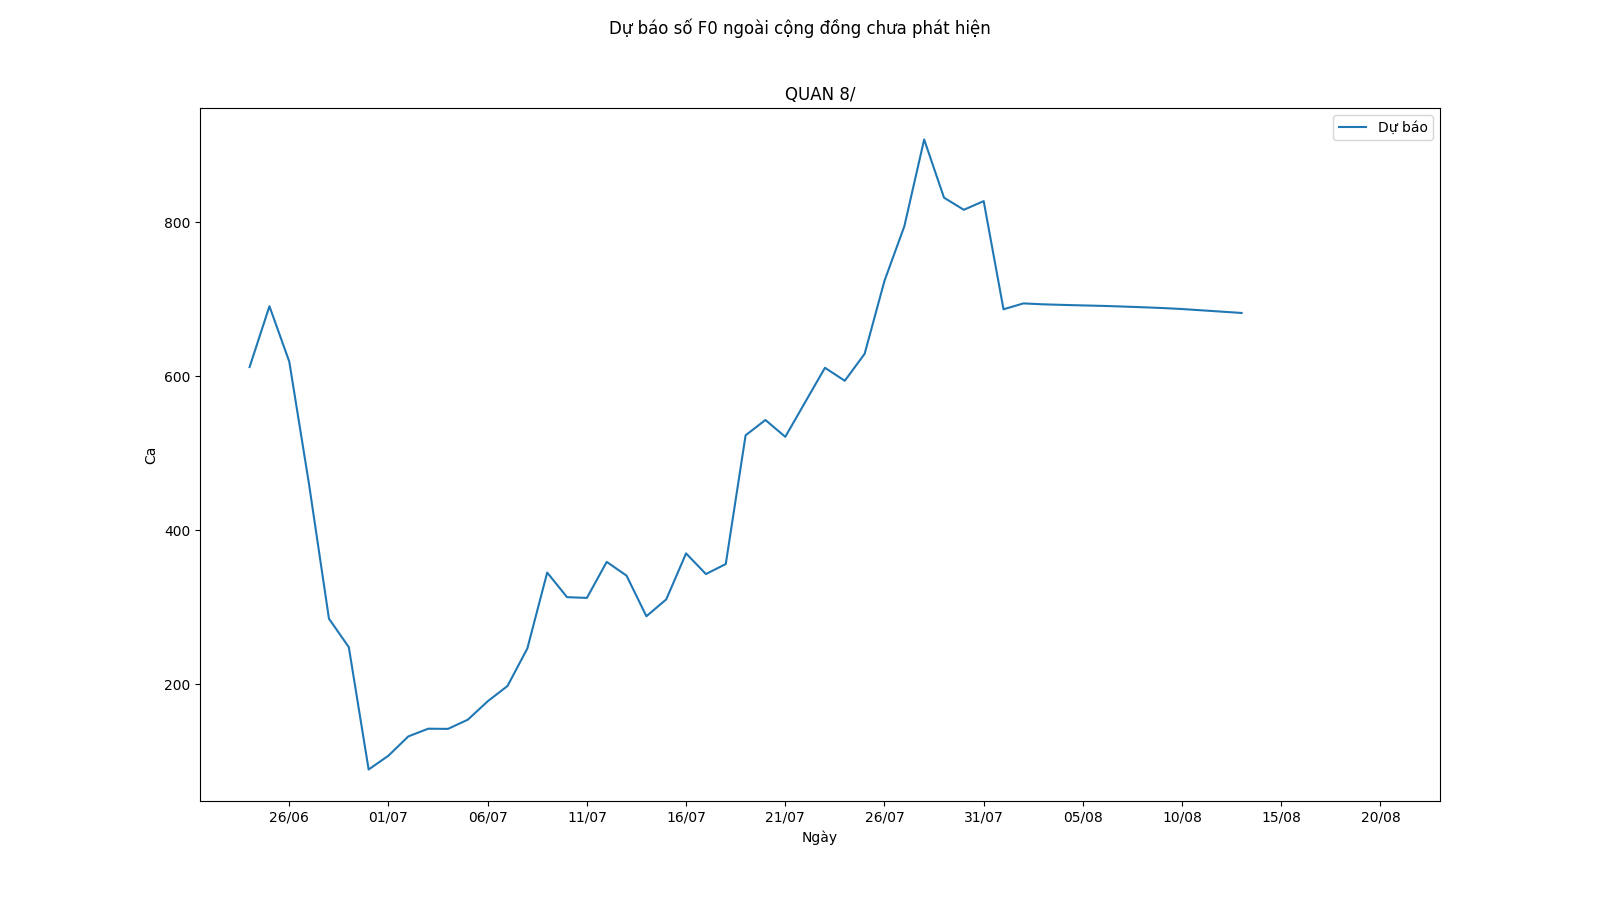 Dự báo số F0 ngoài cộng đồng chưa phát hiện
QUAN 8/
Dự báo
800
600
400
200
Ca
26/06 01/07 06/07 11/07 16/07 21/07 26/07 31/07 05/08 10/08 15/08 20/08
Ngày